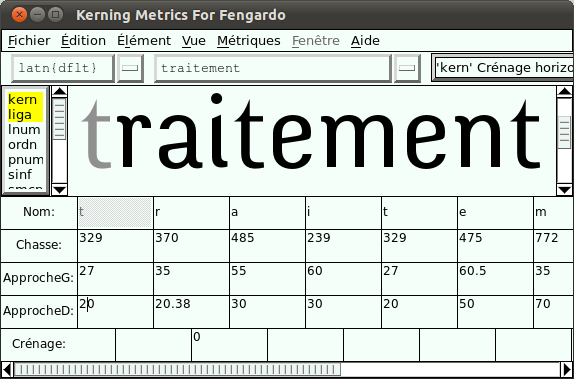 Kerning Metrics For Fengardo
Fichier Édition Élément Vue Métriques Fenêtre Aide
latn{dflt} traitement 'kern' Crénage horizo
kern
liga
lnum
ordn
pnum
sinf
traitement
Nom: t r a i t e m
Chasse: 329 370 485 239 329 475 772
ApprocheG: 27 35 55 60 27 60.5 35
ApprocheD: 20 20.38 30 30 20 50 70
Crénage: 0